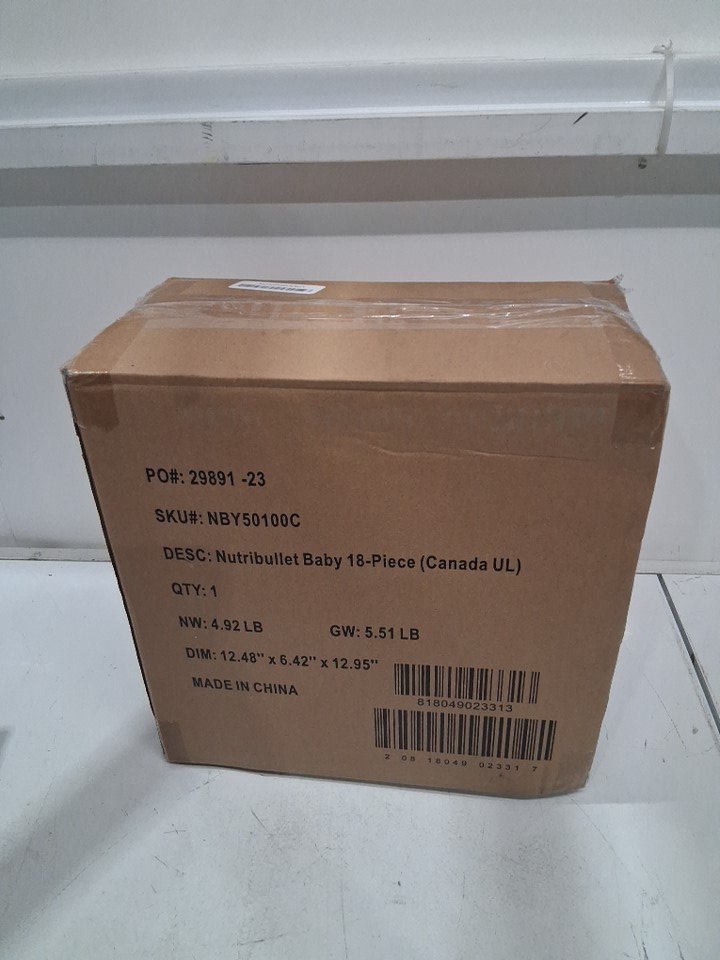 PO#: 29891 -23
SKU#: NBY50100C
DESC: Nutribullet Baby 18-Piece (Canada UL)
QTY: 1
NW: 4.92 LB GW: 5.51 LB
DIM: 12.48" x 6.42" x 12.95"
MADE IN CHINA
818049023313
2 08 18049 02331 7